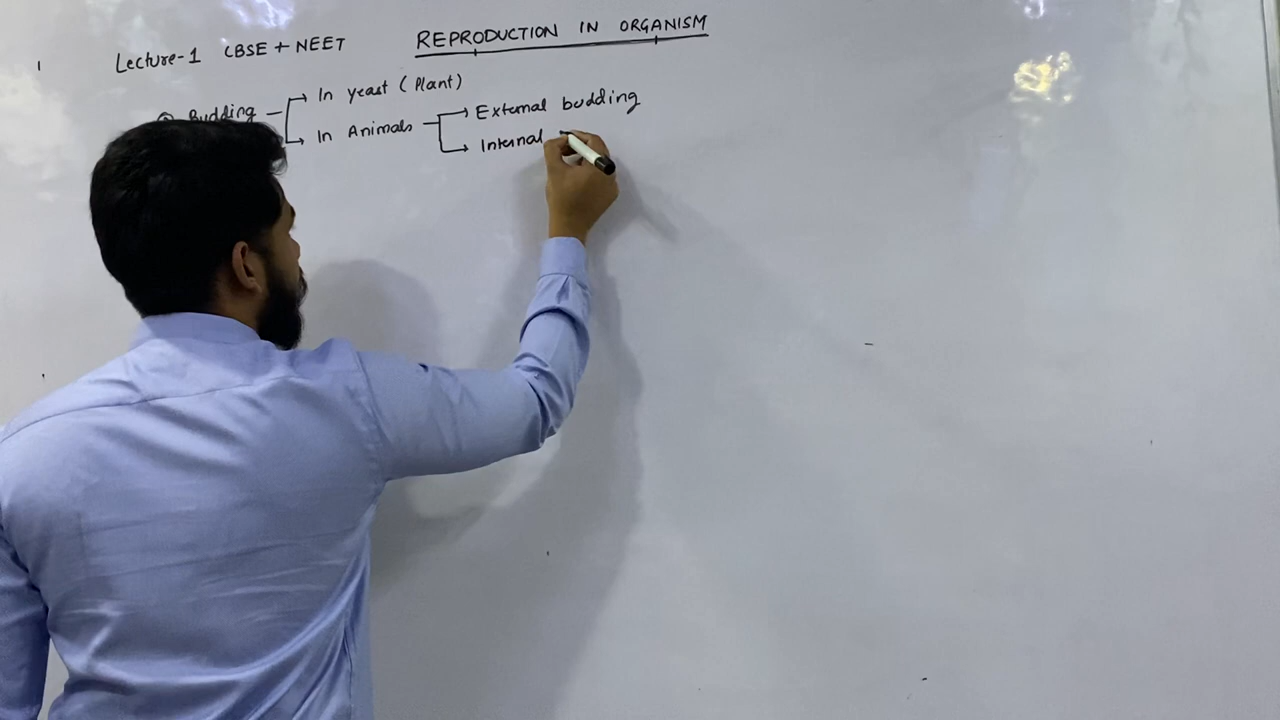 Lecture-1 CBSE + NEET REPRODUCTION IN ORGANISM
Budding → In yeast (Plant)
→ In Animals → External budding
→ Internal